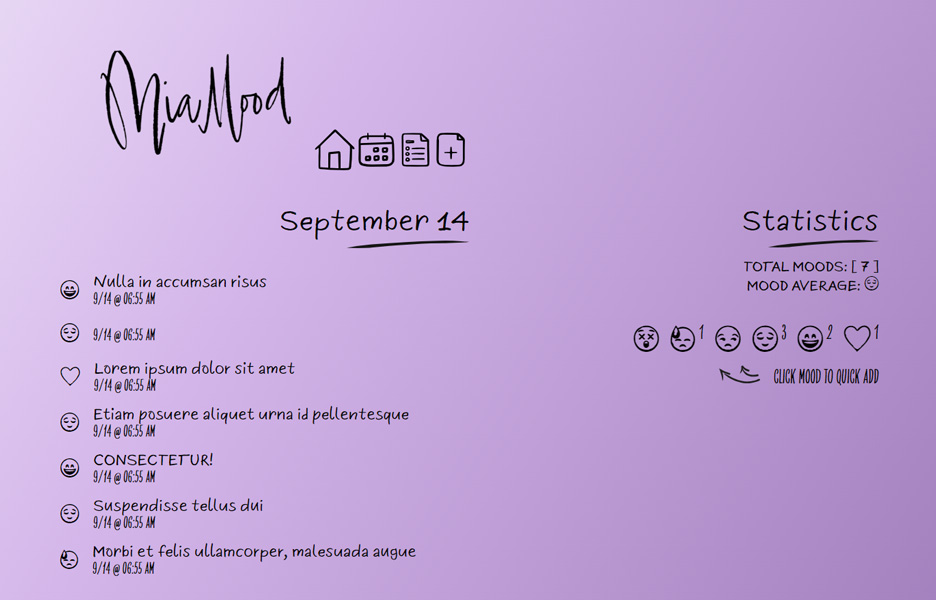 MiaMood
September 14
Nulla in accumsan risus
9/14 @ 06:55 AM
9/14 @ 06:55 AM
Lorem ipsum dolor sit amet
9/14 @ 06:55 AM
Etiam posuere aliquet urna id pellentesque
9/14 @ 06:55 AM
CONSECTETUR!
9/14 @ 06:55 AM
Suspendisse tellus dui
9/14 @ 06:55 AM
Morbi et felis ullamcorper, malesuada augue
9/14 @ 06:55 AM
Statistics
TOTAL MOODS: [ 7 ]
MOOD AVERAGE:
1 3 2 1
CLICK MOOD TO QUICK ADD